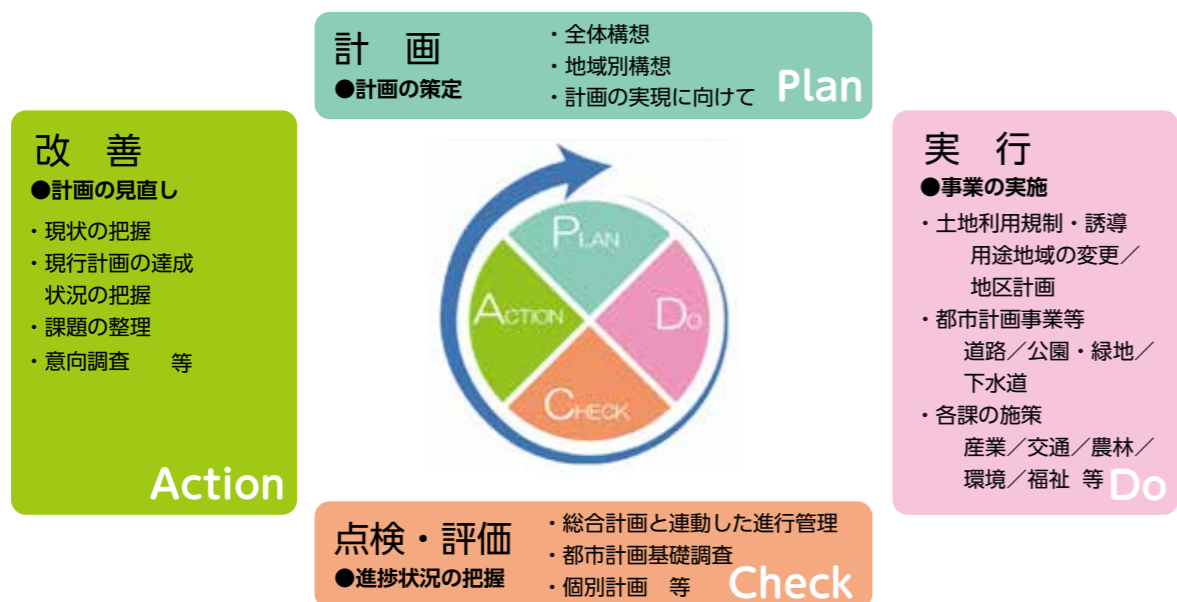 計　画
●計画の策定
・全体構想
・地域別構想
・計画の実現に向けて
Plan
改　善
●計画の見直し
・現状の把握
・現行計画の達成
状況の把握
・課題の整理
・意向調査　等
Action
PLAN
DO
CHECK
ACTION
実　行
●事業の実施
・土地利用規制・誘導
用途地域の変更／
地区計画
・都市計画事業等
道路／公園・緑地／
下水道
・各課の施策
産業／交通／農林／
環境／福祉 等
Do
点検・評価
●進捗状況の把握
・総合計画と連動した進行管理
・都市計画基礎調査
・個別計画　等
Check